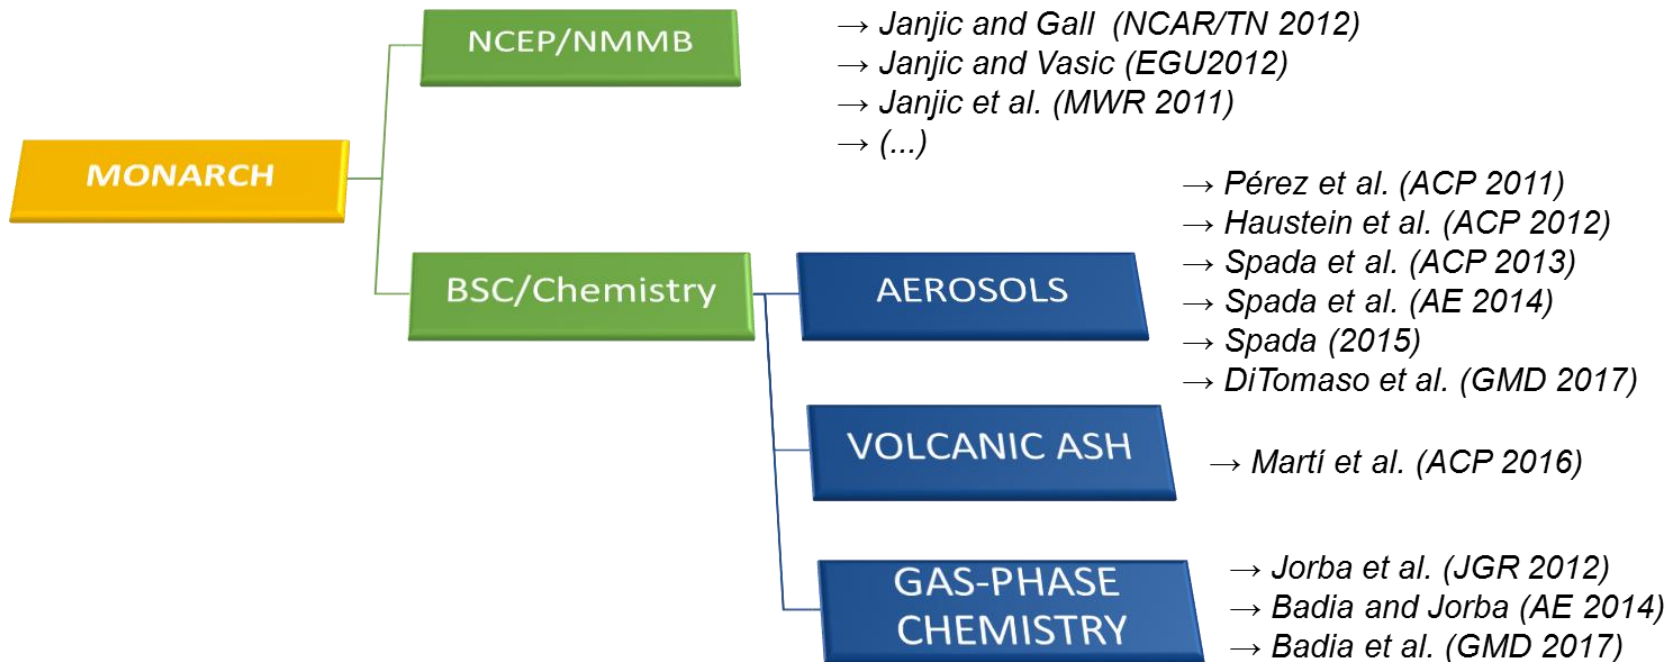 NCEP/NMMB
→ Janjic and Gall (NCAR/TN 2012)
→ Janjic and Vasic (EGU2012)
→ Janjic et al. (MWR 2011)
→ (...)
MONARCH
BSC/Chemistry
AEROSOLS
→ Pérez et al. (ACP 2011)
→ Haustein et al. (ACP 2012)
→ Spada et al. (ACP 2013)
→ Spada et al. (AE 2014)
→ Spada (2015)
→ DiTomaso et al. (GMD 2017)
VOLCANIC ASH
→ Martí et al. (ACP 2016)
GAS-PHASE
CHEMISTRY
→ Jorba et al. (JGR 2012)
→ Badia and Jorba (AE 2014)
→ Badia et al. (GMD 2017)